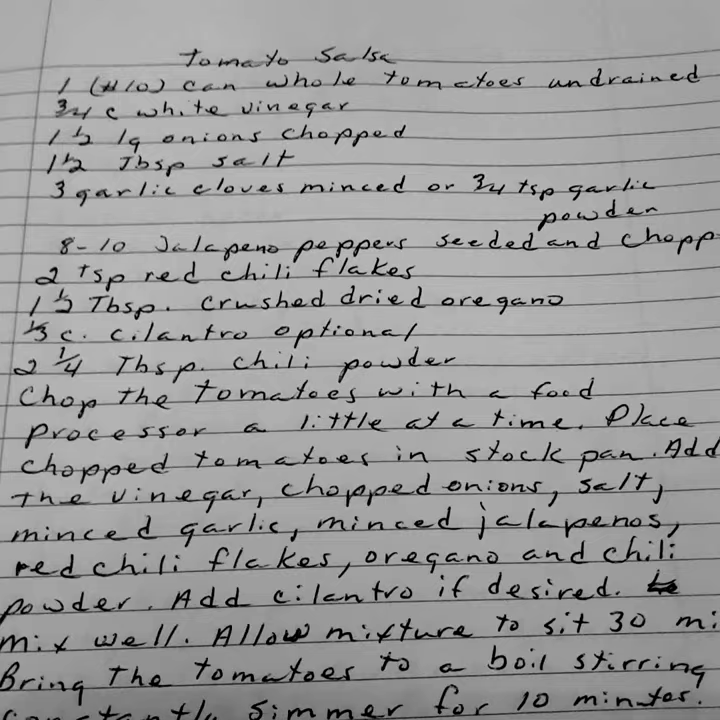 Tomato Salsa
1 (#10) can whole tomatoes undrained
3/4 c white vinegar
1 1/2 lg onions chopped
1 1/2 Tbsp salt
3 garlic cloves minced or 3/4 tsp garlic
powder
8-10 Jalapeno peppers seeded and chopp
2 tsp red chili flakes
1 1/2 Tbsp. crushed dried oregano
1/3 c. cilantro optional
2 1/4 Tbsp. chili powder
Chop the tomatoes with a food
processor a little at a time. Place
chopped tomatoes in stock pan. Add
the vinegar, chopped onions, salt,
minced garlic, minced jalapenos,
red chili flakes, oregano and chili
powder. Add cilantro if desired.
mix well. Allow mixture to sit 30 mi
Bring the tomatoes to a boil stirring
constantly simmer for 10 minutes.